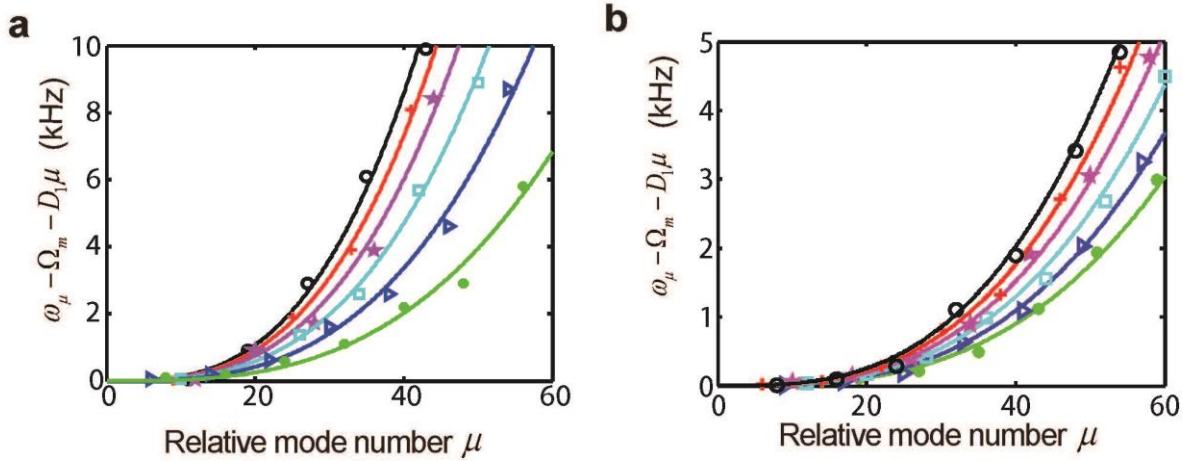 a
10
8
6
4
2
0
0 20 40 60
ω_μ − Ω_m − D_1μ (kHz)
Relative mode number μ
b
5
4
3
2
1
0
0 20 40 60
ω_μ − Ω_m − D_1μ (kHz)
Relative mode number μ